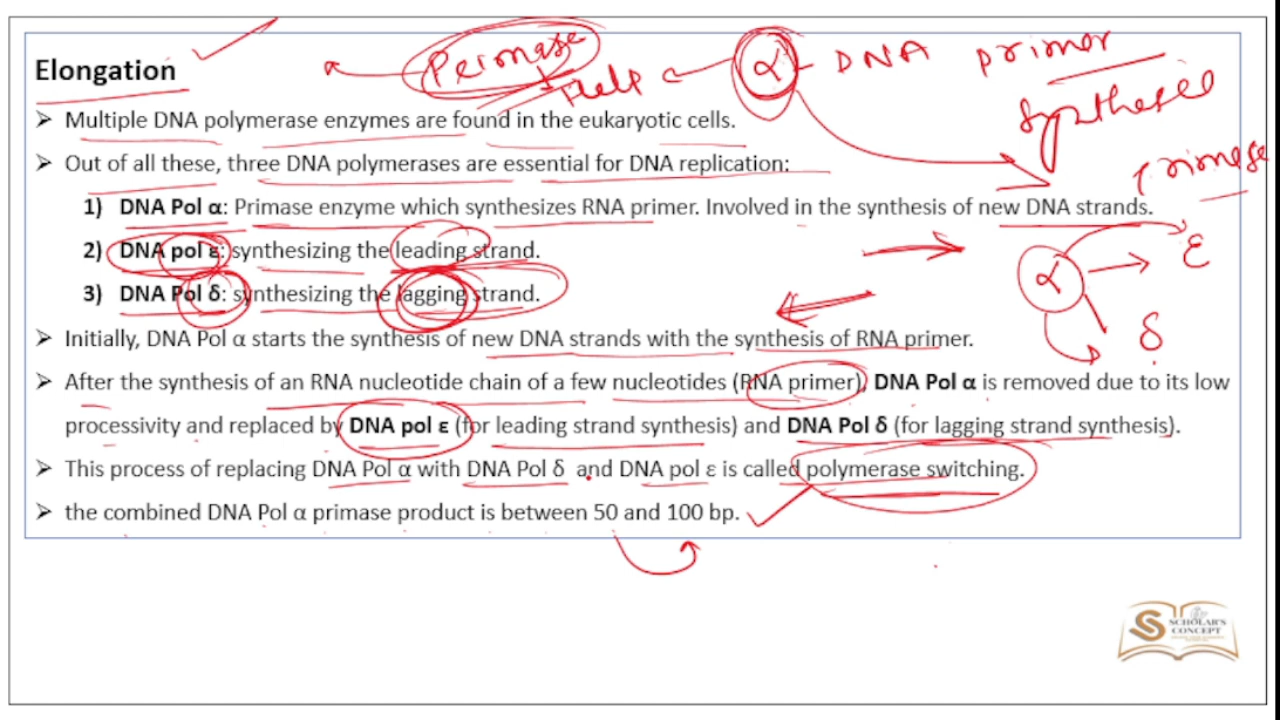 Elongation
Primase
α DNA primer
synthesis
➤ Multiple DNA polymerase enzymes are found in the eukaryotic cells.
➤ Out of all these, three DNA polymerases are essential for DNA replication:
1) DNA Pol α: Primase enzyme which synthesizes RNA primer. Involved in the synthesis of new DNA strands.
2) DNA pol ε: synthesizing the leading strand.
3) DNA Pol δ: synthesizing the lagging strand.
α ε
δ
➤ Initially, DNA Pol α starts the synthesis of new DNA strands with the synthesis of RNA primer.
➤ After the synthesis of an RNA nucleotide chain of a few nucleotides (RNA primer), DNA Pol α is removed due to its low
processivity and replaced by DNA pol ε (for leading strand synthesis) and DNA Pol δ (for lagging strand synthesis).
➤ This process of replacing DNA Pol α with DNA Pol δ and DNA pol ε is called polymerase switching.
➤ the combined DNA Pol α primase product is between 50 and 100 bp.
SCHOLAR'S
CONCEPT